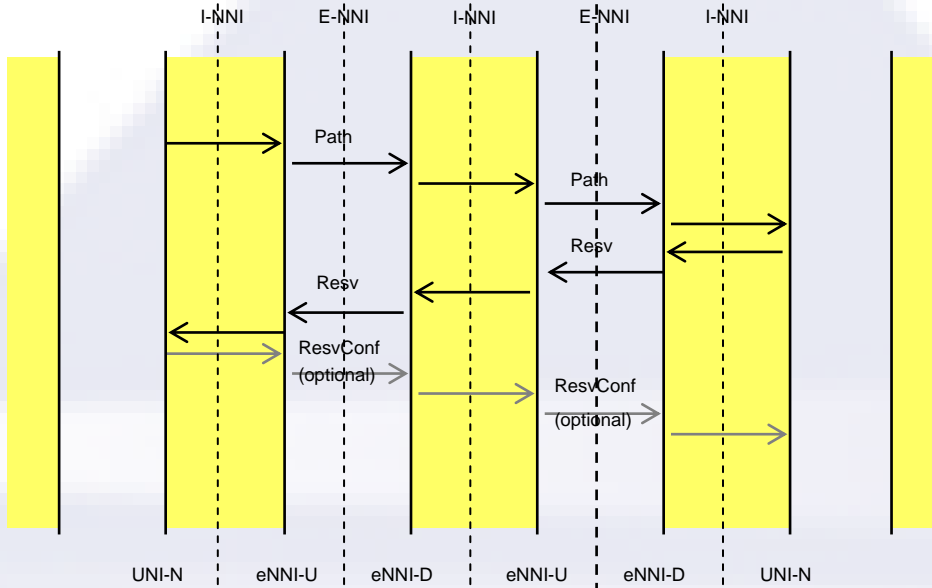 I-NNI E-NNI I-NNI E-NNI I-NNI
Path
Path
Resv
Resv
ResvConf
(optional)
ResvConf
(optional)
UNI-N eNNI-U eNNI-D eNNI-U eNNI-D UNI-N